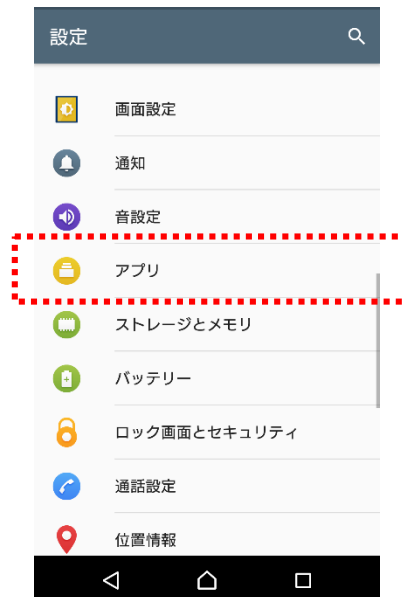 設定
画面設定
通知
音設定
アプリ
ストレージとメモリ
バッテリー
ロック画面とセキュリティ
通話設定
位置情報